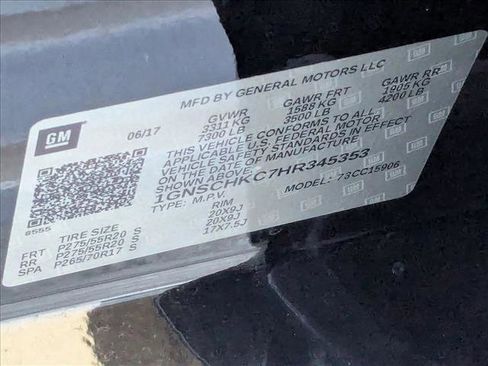 GM
MFD BY GENERAL MOTORS LLC
06/17
GVWR GAWR FRT GAWR RR
3311 KG 1588 KG 1905 KG
7300 LB 3500 LB 4200 LB
THIS VEHICLE CONFORMS TO ALL
APPLICABLE U.S. FEDERAL MOTOR
VEHICLE SAFETY STANDARDS IN EFFECT
ON THE DATE OF MANUFACTURE
SHOWN ABOVE.
1GNSCHKC7HR345353
TYPE: M.P.V. MODEL: 73CC15906
8555
TIRE SIZE RIM
FRT P275/55R20 S 20X9J
RR P275/55R20 S 20X9J
SPA P265/70R17 S 17X7.5J